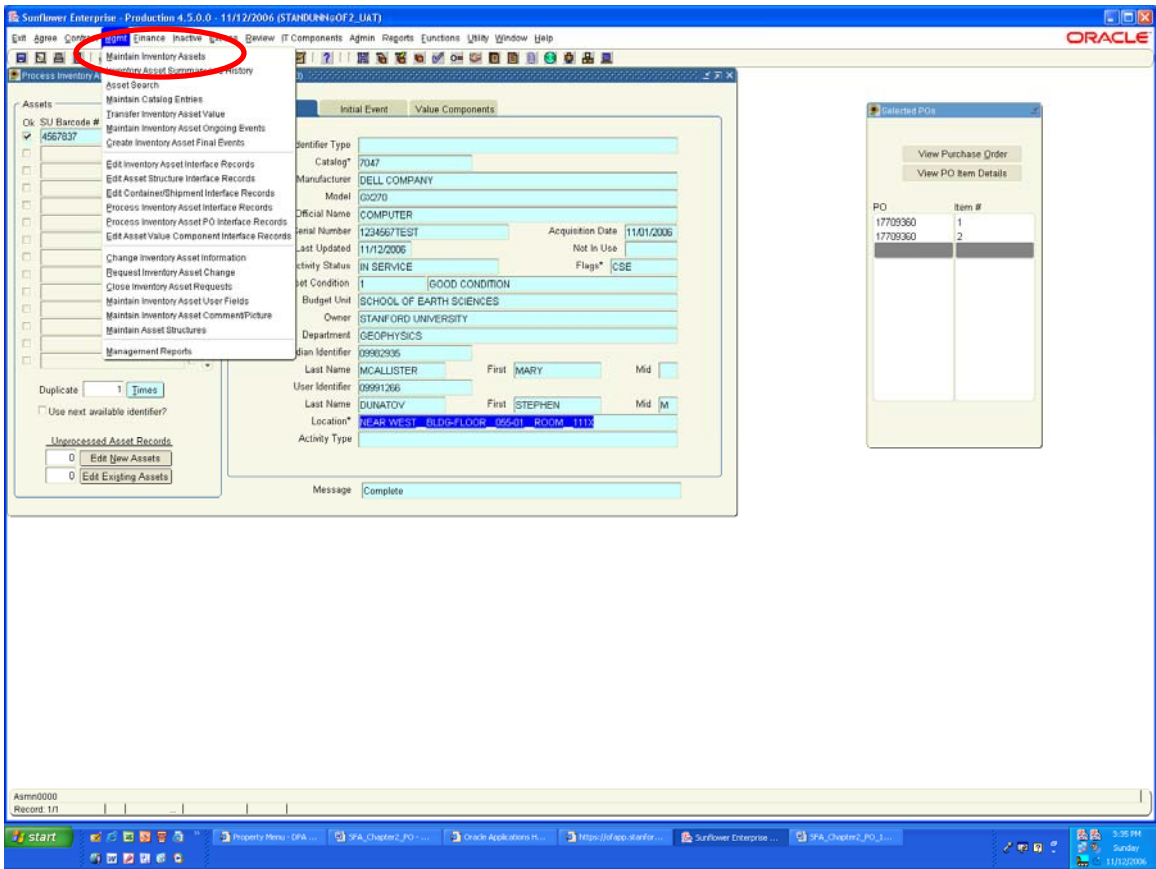 Sunflower Enterprise - Production 4.5.0.0 - 11/12/2006 (STANDUNN@OF2_UAT)
Exit Agree Mgmt Finance Inactive Review IT Components Admin Reports Functions Utility Window Help
ORACLE
Maintain Inventory Assets
Inventory Asset Summary History
Asset Search
Maintain Catalog Entries
Transfer Inventory Asset Value
Maintain Inventory Asset Ongoing Events
Create Inventory Asset Final Events
Edit Inventory Asset Interface Records
Edit Asset Structure Interface Records
Edit Container/Shipment Interface Records
Process Inventory Asset Interface Records
Process Inventory Asset PO Interface Records
Edit Asset Value Component Interface Records
Change Inventory Asset Information
Request Inventory Asset Change
Close Inventory Asset Requests
Maintain Inventory Asset User Fields
Maintain Inventory Asset Comment/Picture
Maintain Asset Structures
Management Reports
Process Inventory
Assets
Ok SU Barcode #
4567837
Duplicate 1 Times
Use next available identifier?
Unprocessed Asset Records
0 Edit New Assets
0 Edit Existing Assets
Initial Event Value Components
Identifier Type
Catalog* 7047
Manufacturer DELL COMPANY
Model GX270
Official Name COMPUTER
Serial Number 1234567TEST Acquisition Date 11/01/2006
Last Updated 11/12/2006 Not In Use
Activity Status IN SERVICE Flags* CSE
et Condition 1 GOOD CONDITION
Budget Unit SCHOOL OF EARTH SCIENCES
Owner STANFORD UNIVERSITY
Department GEOPHYSICS
dian Identifier 09982935
Last Name MCALLISTER First MARY Mid
User Identifier 09991266
Last Name DUNATOV First STEPHEN Mid M
Location* NEAR WEST__BLDG-FLOOR__055-01__ROOM__111X
Activity Type
Message Complete
Selected POs
View Purchase Order
View PO Item Details
PO Item #
17709360 1
17709360 2
Asmn0000
Record: 1/1
start
Property Menu - DPA ...
SFA_Chapter2_PO - ...
Oracle Applications H...
https://ofapp.stanfor...
Sunflower Enterprise ...
SFA_Chapter2_PO_1...
3:35 PM
Sunday
11/12/2006